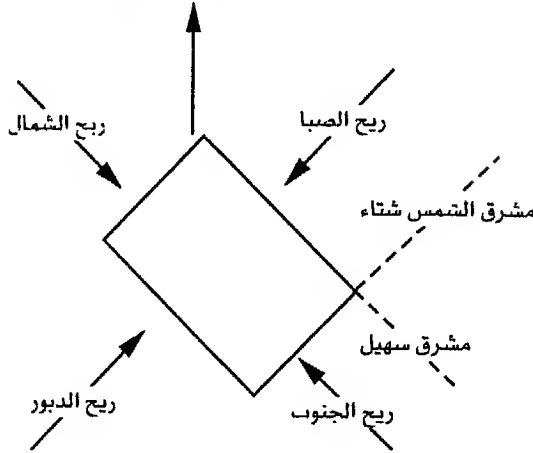 ريح الصبا
ريح الشمال
مشرق الشمس شتاء
مشرق سهيل
ريح الجنوب
ريح الدبور